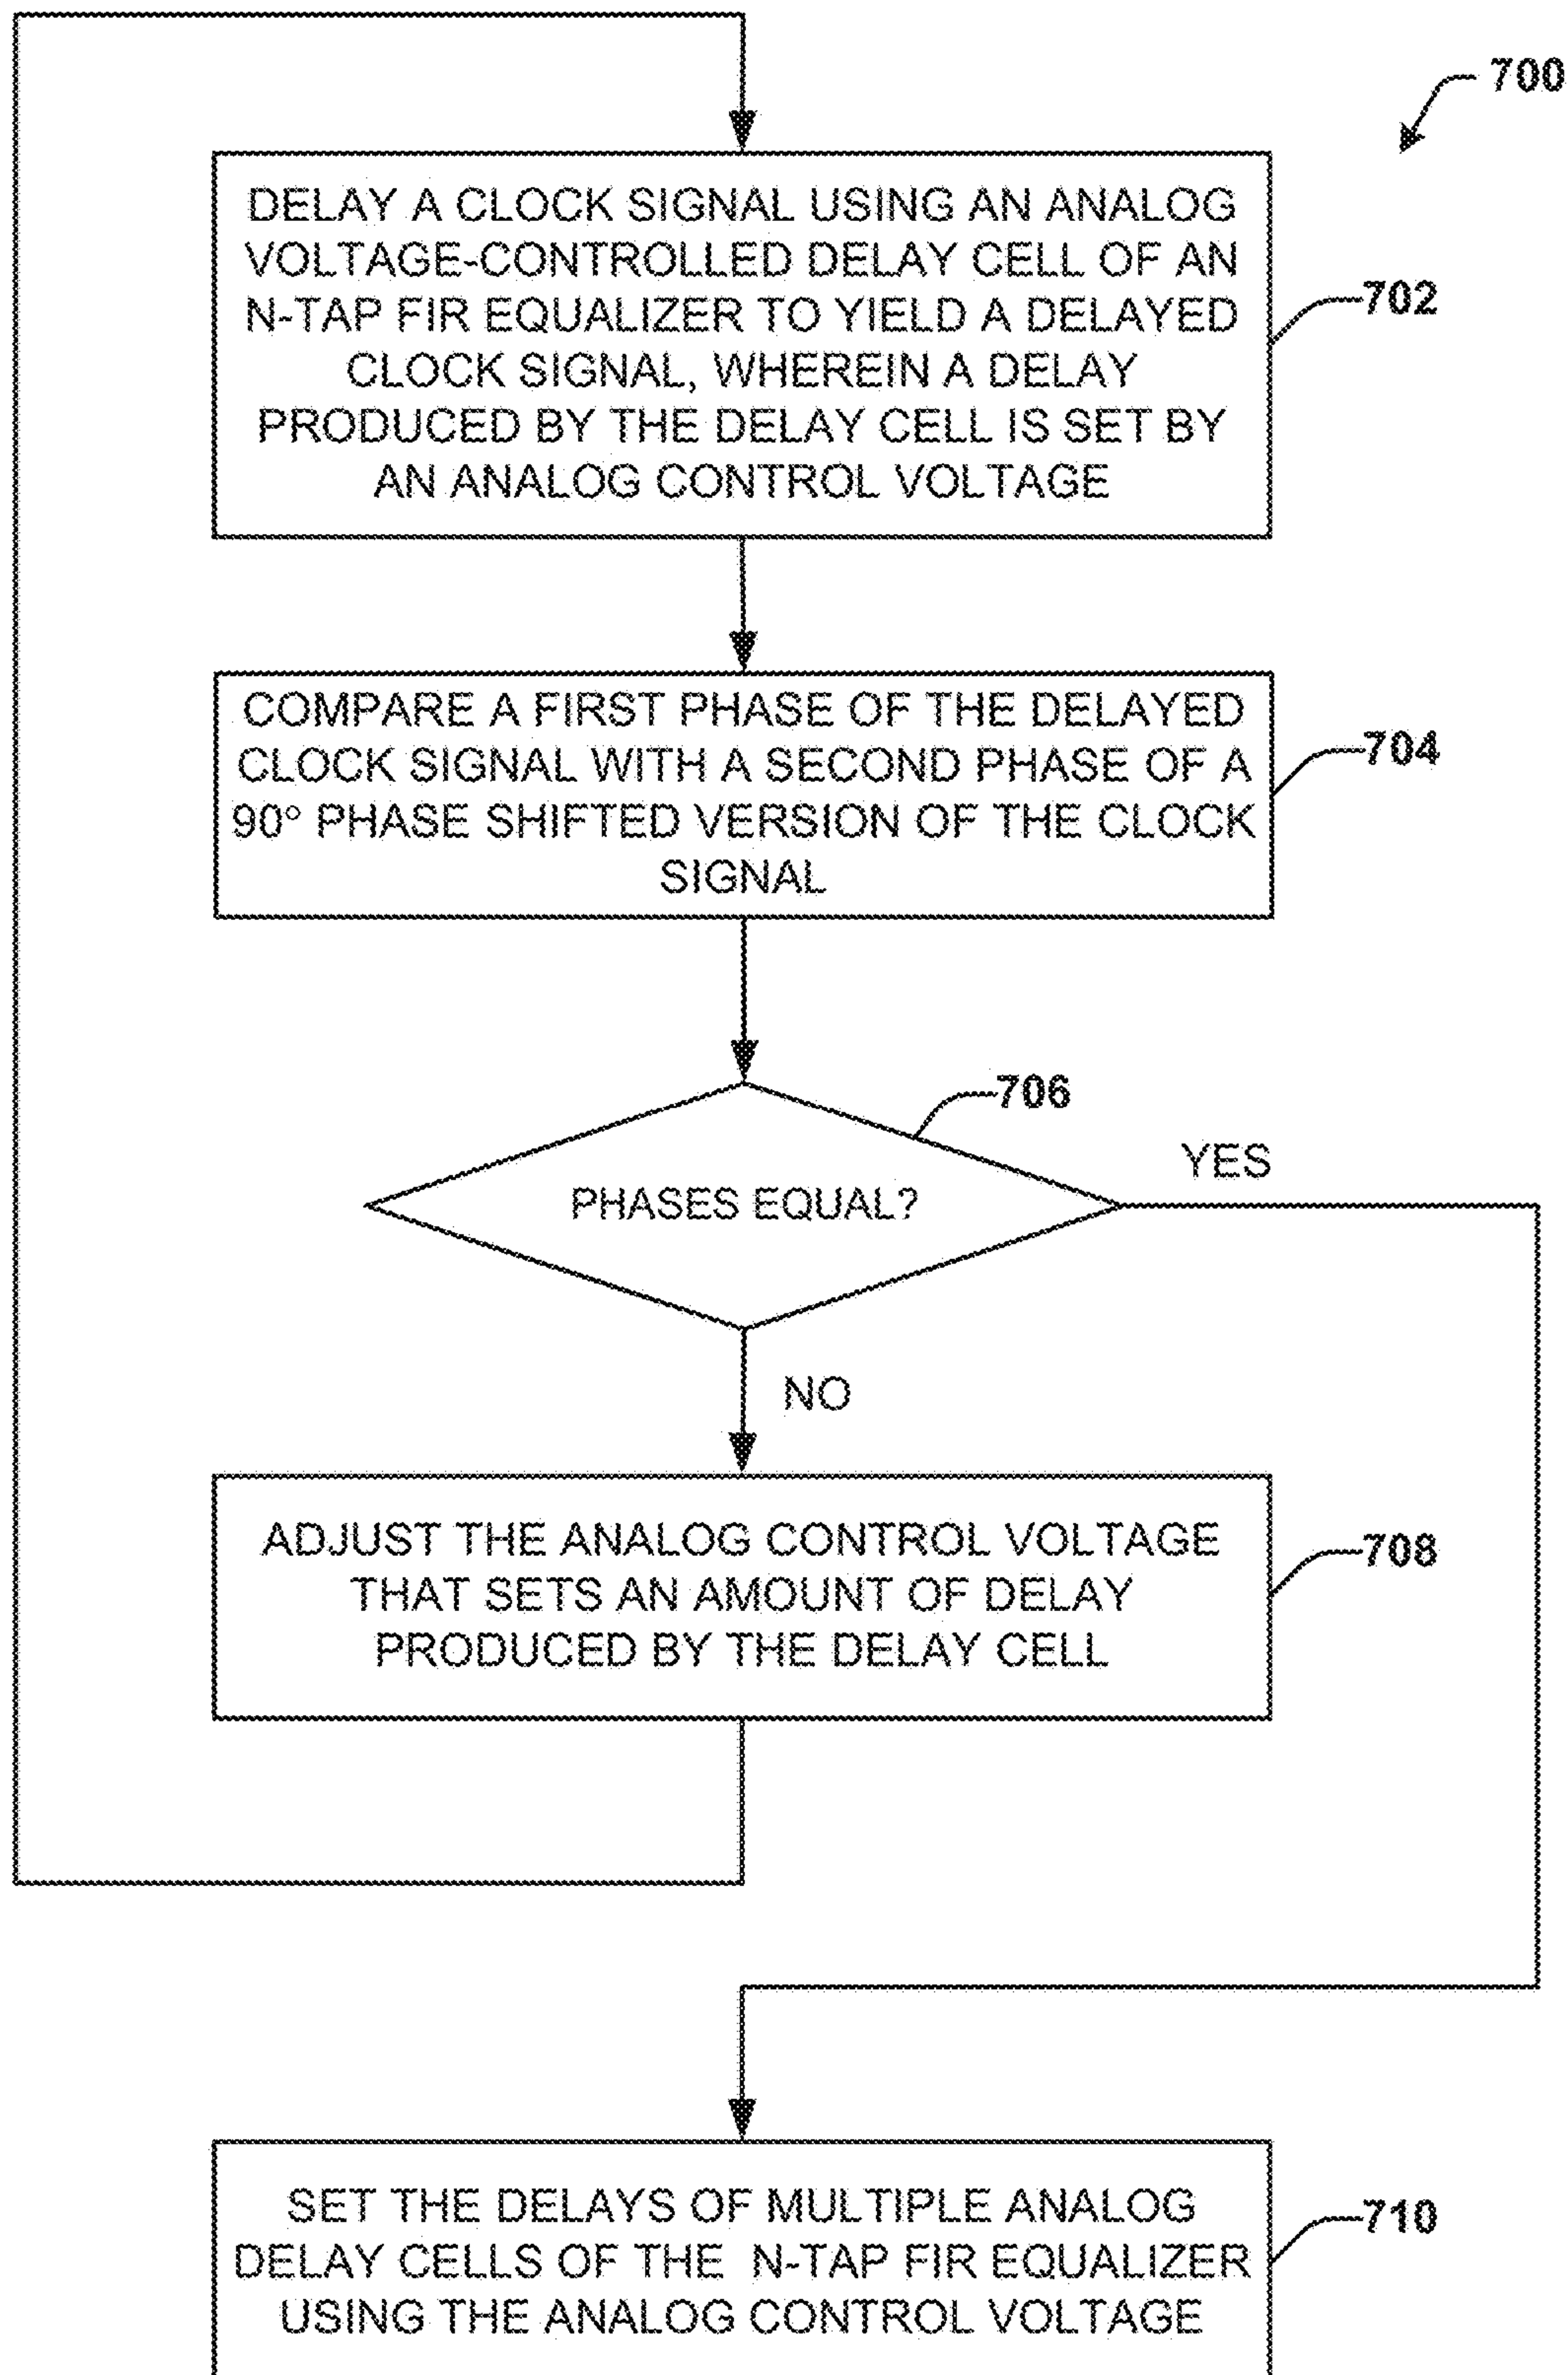 700
DELAY A CLOCK SIGNAL USING AN ANALOG
VOLTAGE-CONTROLLED DELAY CELL OF AN
N-TAP FIR EQUALIZER TO YIELD A DELAYED
CLOCK SIGNAL, WHEREIN A DELAY
PRODUCED BY THE DELAY CELL IS SET BY
AN ANALOG CONTROL VOLTAGE
702
COMPARE A FIRST PHASE OF THE DELAYED
CLOCK SIGNAL WITH A SECOND PHASE OF A
90° PHASE SHIFTED VERSION OF THE CLOCK
SIGNAL
704
706
PHASES EQUAL?
YES
NO
ADJUST THE ANALOG CONTROL VOLTAGE
THAT SETS AN AMOUNT OF DELAY
PRODUCED BY THE DELAY CELL
708
SET THE DELAYS OF MULTIPLE ANALOG
DELAY CELLS OF THE N-TAP FIR EQUALIZER
USING THE ANALOG CONTROL VOLTAGE
710